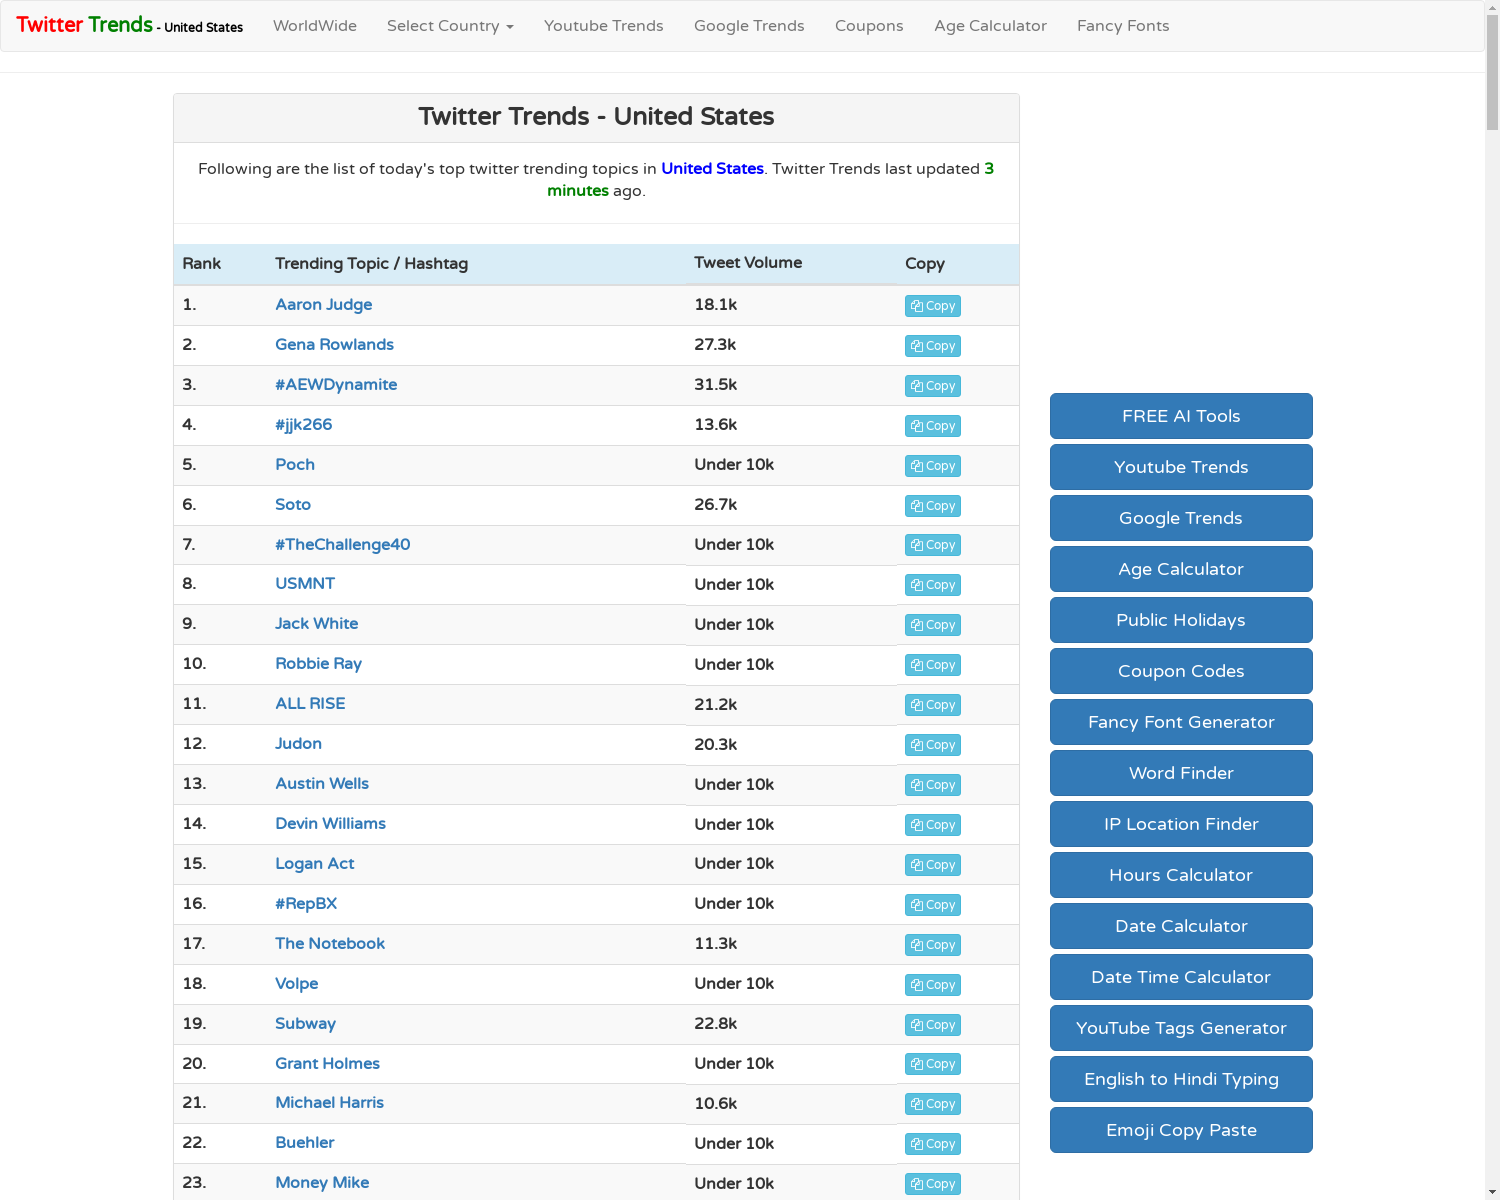 Twitter Trends - United States
WorldWide
Select Country
Youtube Trends
Google Trends
Coupons
Age Calculator
Fancy Fonts
Twitter Trends - United States
Following are the list of today's top twitter trending topics in United States. Twitter Trends last updated 3
minutes ago.
Rank Trending Topic / Hashtag Tweet Volume Copy
1. Aaron Judge 18.1k Copy
2. Gena Rowlands 27.3k Copy
3. #AEWDynamite 31.5k Copy
4. #jjk266 13.6k Copy
5. Poch Under 10k Copy
6. Soto 26.7k Copy
7. #TheChallenge40 Under 10k Copy
8. USMNT Under 10k Copy
9. Jack White Under 10k Copy
10. Robbie Ray Under 10k Copy
11. ALL RISE 21.2k Copy
12. Judon 20.3k Copy
13. Austin Wells Under 10k Copy
14. Devin Williams Under 10k Copy
15. Logan Act Under 10k Copy
16. #RepBX Under 10k Copy
17. The Notebook 11.3k Copy
18. Volpe Under 10k Copy
19. Subway 22.8k Copy
20. Grant Holmes Under 10k Copy
21. Michael Harris 10.6k Copy
22. Buehler Under 10k Copy
23. Money Mike Under 10k Copy
FREE AI Tools
Youtube Trends
Google Trends
Age Calculator
Public Holidays
Coupon Codes
Fancy Font Generator
Word Finder
IP Location Finder
Hours Calculator
Date Calculator
Date Time Calculator
YouTube Tags Generator
English to Hindi Typing
Emoji Copy Paste